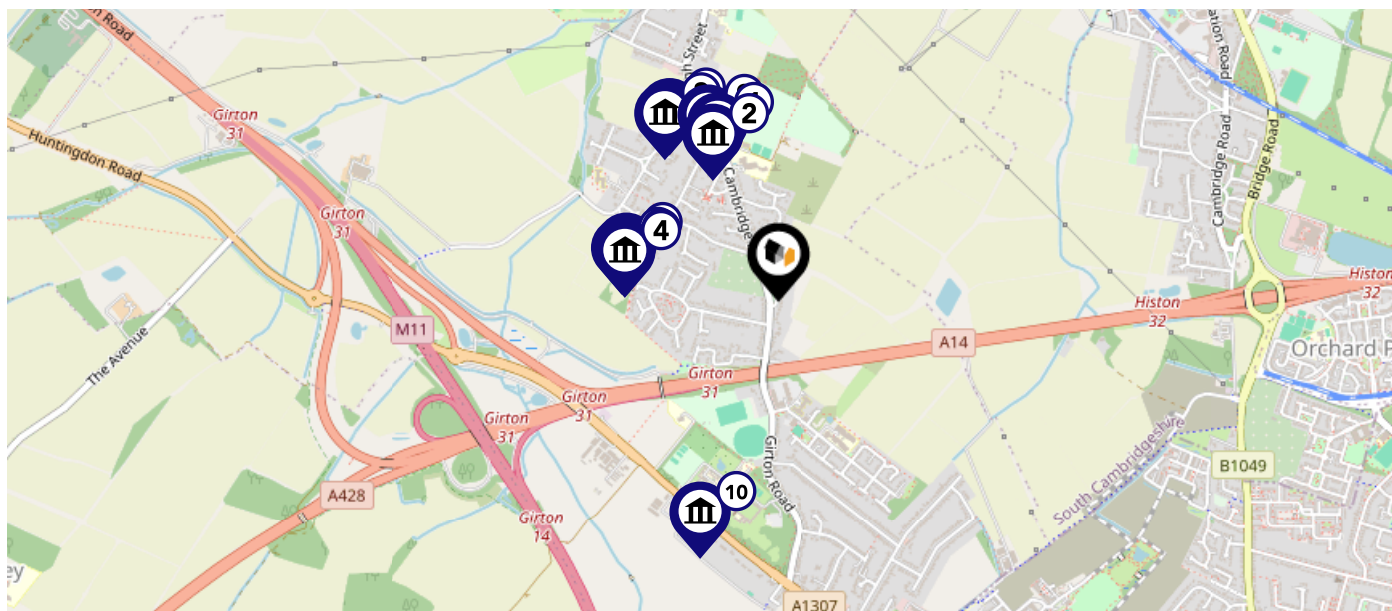 Road
Girton
31
Huntingdon Road
Girton
31
M11
The Avenue
Cambridge
2
4
Cambridge Road
Bridge Road
Histon
32
Histon
32
A14
Girton
31
Girton
31
Girton
31
Orchard
Girton Road
South Cambridgeshire
B1049
A428
Girton
14
10
A1307